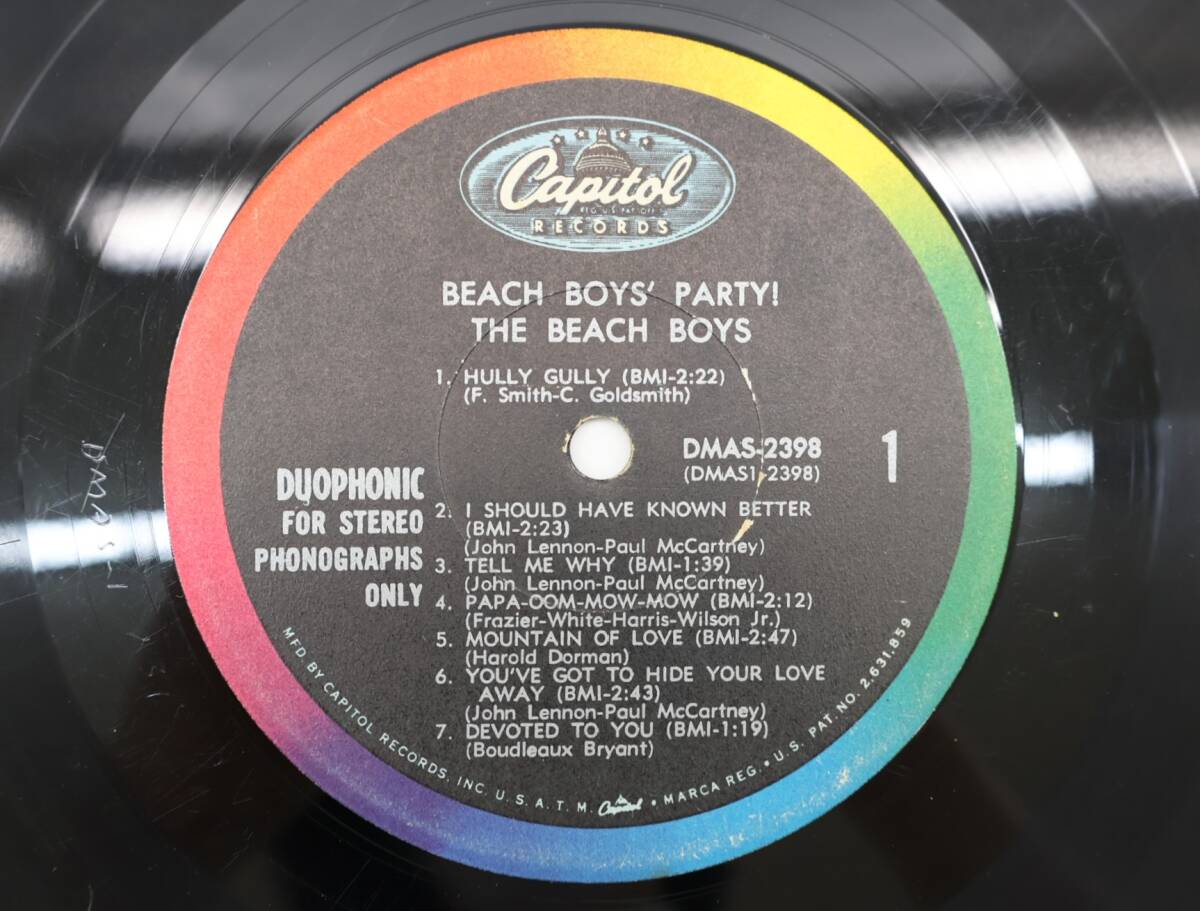 Capitol
REG. U.S. PAT. OFF.
RECORDS
BEACH BOYS' PARTY!
THE BEACH BOYS
1. HULLY GULLY (BMI-2:22)
(F. Smith-C. Goldsmith)
DMAS-2398
(DMAS1-2398)
1
DUOPHONIC
FOR STEREO
PHONOGRAPHS
ONLY
2. I SHOULD HAVE KNOWN BETTER
(BMI-2:23)
(John Lennon-Paul McCartney)
3. TELL ME WHY (BMI-1:39)
(John Lennon-Paul McCartney)
4. PAPA-OOM-MOW-MOW (BMI-2:12)
(Frazier-White-Harris-Wilson Jr.)
5. MOUNTAIN OF LOVE (BMI-2:47)
(Harold Dorman)
6. YOU'VE GOT TO HIDE YOUR LOVE
AWAY (BMI-2:43)
(John Lennon-Paul McCartney)
7. DEVOTED TO YOU (BMI-1:19)
(Boudleaux Bryant)
MFD. BY CAPITOL RECORDS, INC. U.S.A. T.M. Capitol • MARCA REG. • U.S. PAT. NO. 2,631,859